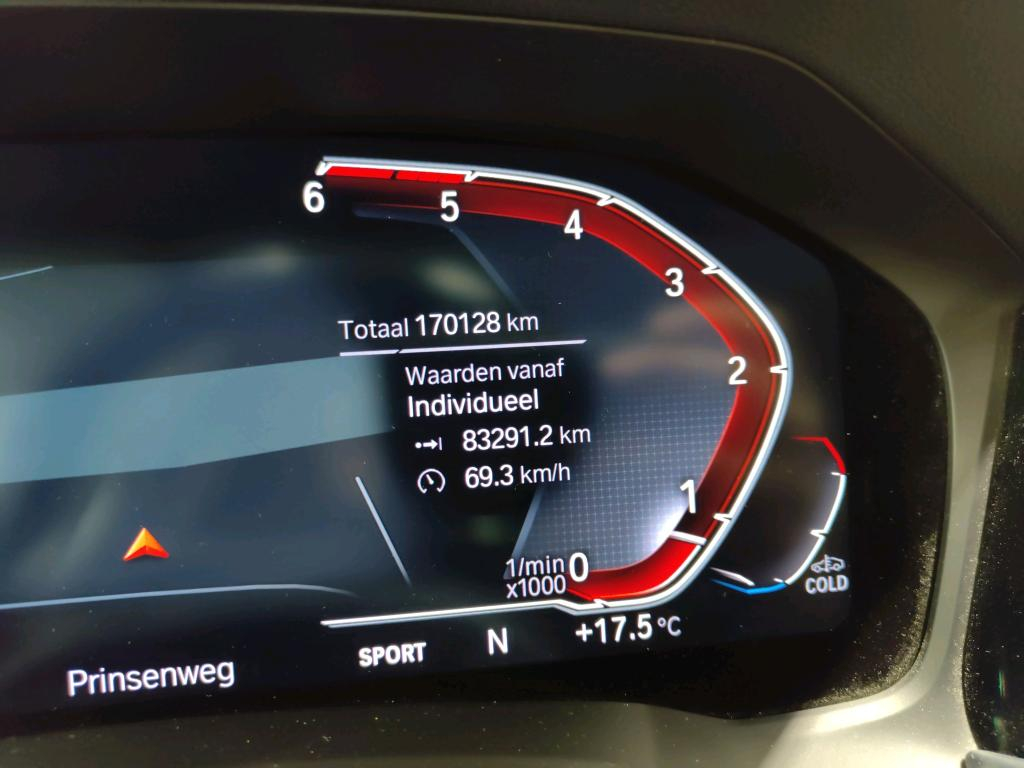 6
5
4
3
2
1
0
Totaal 170128 km
Waarden vanaf
Individueel
83291.2 km
69.3 km/h
1/min
x1000
COLD
SPORT N +17.5 °C
Prinsenweg